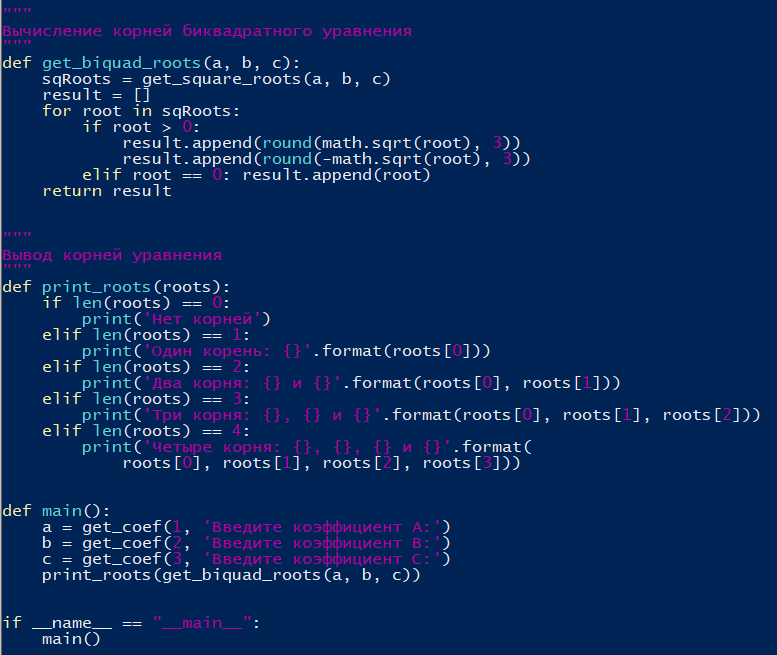 """
Вычисление корней биквадратного уравнения
"""
def get_biquad_roots(a, b, c):
    sqRoots = get_square_roots(a, b, c)
    result = []
    for root in sqRoots:
        if root > 0:
            result.append(round(math.sqrt(root), 3))
            result.append(round(-math.sqrt(root), 3))
        elif root == 0: result.append(root)
    return result
"""
Вывод корней уравнения
"""
def print_roots(roots):
    if len(roots) == 0:
        print('Нет корней')
    elif len(roots) == 1:
        print('Один корень: {}'.format(roots[0]))
    elif len(roots) == 2:
        print('Два корня: {} и {}'.format(roots[0], roots[1]))
    elif len(roots) == 3:
        print('Три корня: {}, {} и {}'.format(roots[0], roots[1], roots[2]))
    elif len(roots) == 4:
        print('Четыре корня: {}, {}, {} и {}'.format(
            roots[0], roots[1], roots[2], roots[3]))
def main():
    a = get_coef(1, 'Введите коэффициент A:')
    b = get_coef(2, 'Введите коэффициент B:')
    c = get_coef(3, 'Введите коэффициент C:')
    print_roots(get_biquad_roots(a, b, c))
if __name__ == "__main__":
    main()